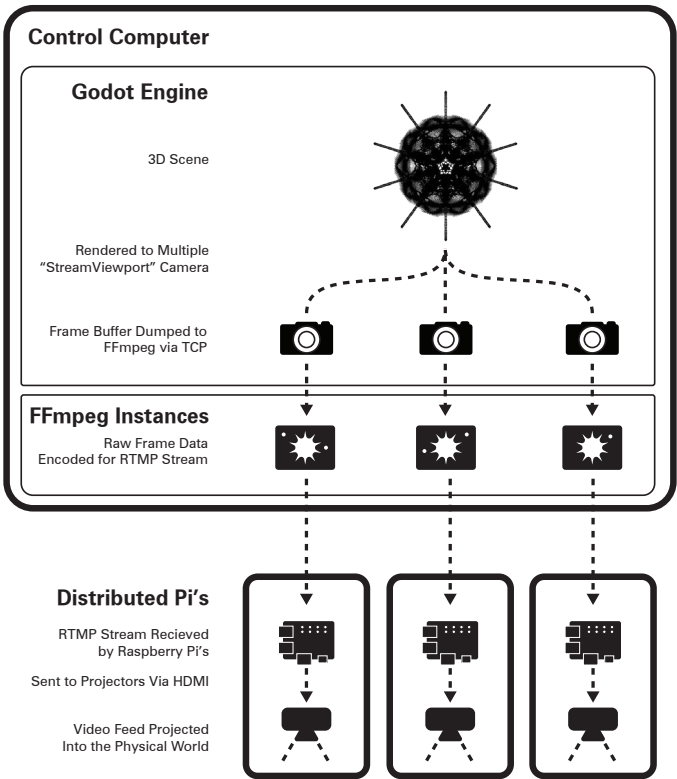 Control Computer
Godot Engine
3D Scene
Rendered to Multiple
“StreamViewport” Camera
Frame Buffer Dumped to
FFmpeg via TCP
FFmpeg Instances
Raw Frame Data
Encoded for RTMP Stream
Distributed Pi's
RTMP Stream Recieved
by Raspberry Pi's
Sent to Projectors Via HDMI
Video Feed Projected
Into the Physical World